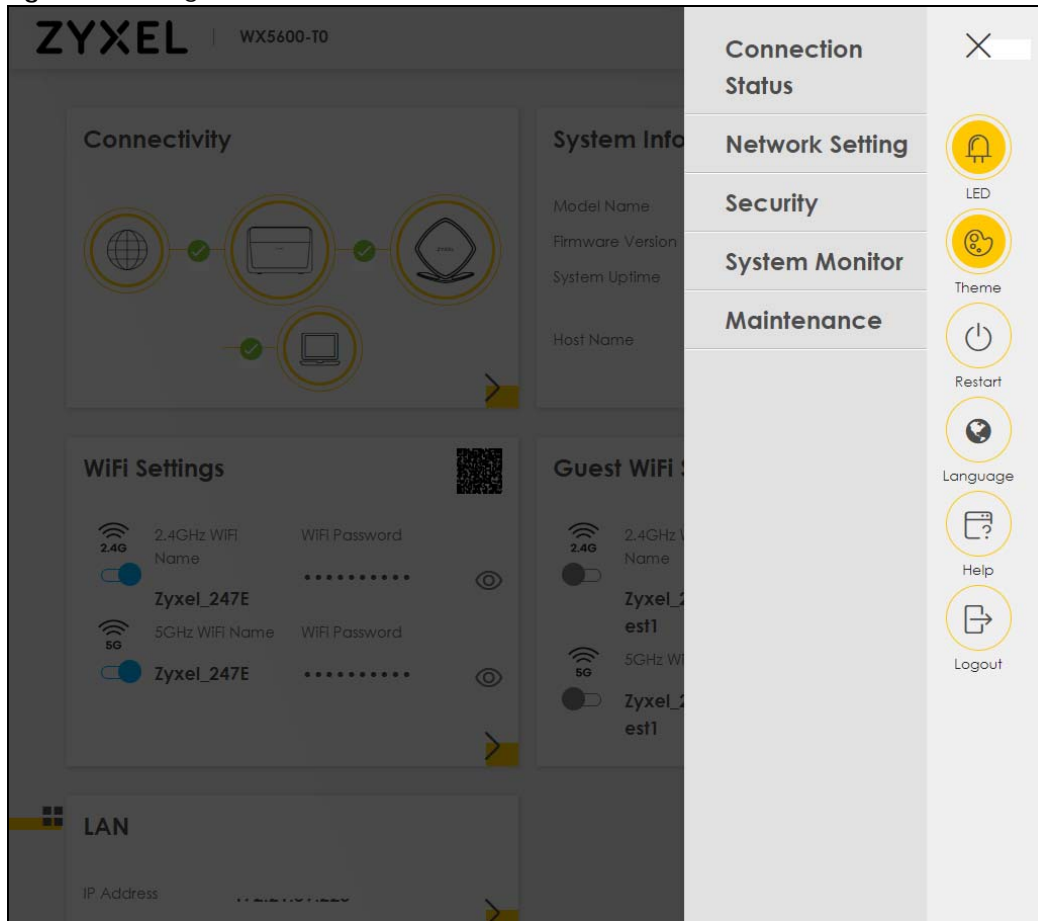 ZYXEL WX5600-T0
Connection
Status
Network Setting
Security
System Monitor
Maintenance
LED
Theme
Restart
Language
Help
Logout
Connectivity
System Info
Model Name
Firmware Version
System Uptime
Host Name
WiFi Settings
2.4G
2.4GHz WiFi
Name
WiFi Password
Zyxel_247E
5G
5GHz WiFi Name
WiFi Password
Zyxel_247E
Guest WiFi
2.4G
2.4GHz
Name
Zyxel_2
est1
5G
5GHz Wi
Zyxel_2
est1
LAN
IP Address